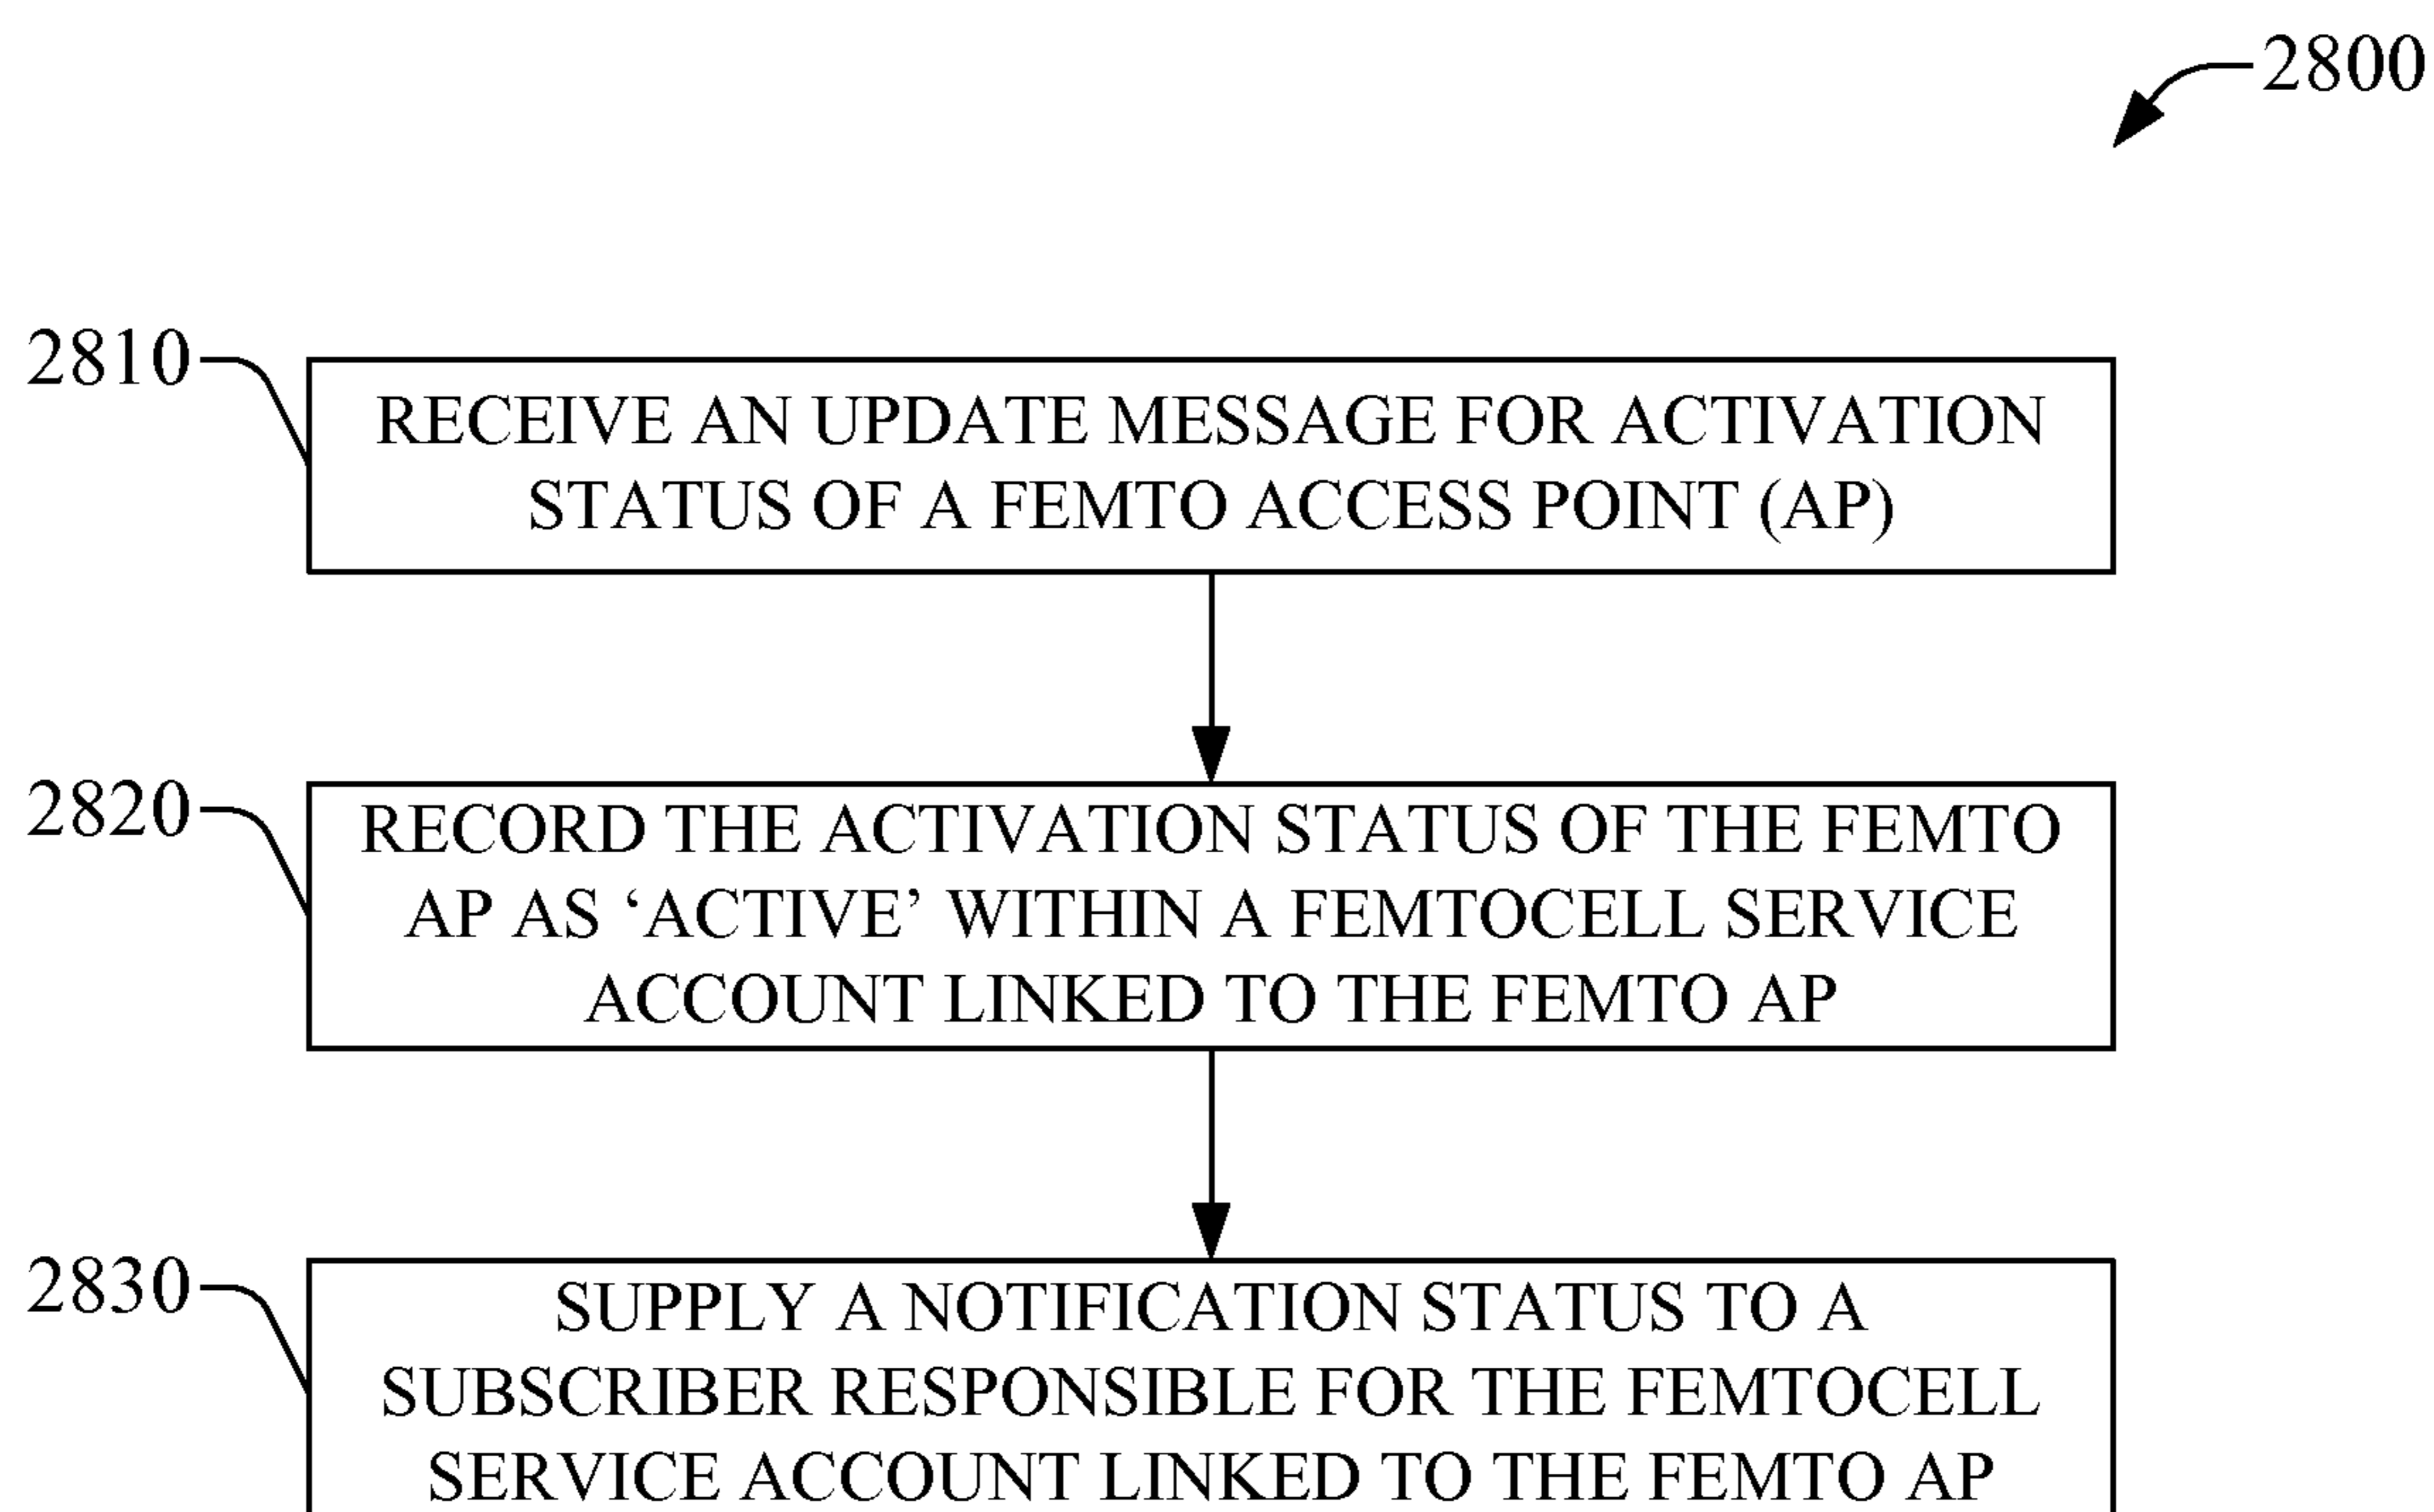 2800
2810
RECEIVE AN UPDATE MESSAGE FOR ACTIVATION
STATUS OF A FEMTO ACCESS POINT (AP)
2820
RECORD THE ACTIVATION STATUS OF THE FEMTO
AP AS ‘ACTIVE’ WITHIN A FEMTOCELL SERVICE
ACCOUNT LINKED TO THE FEMTO AP
2830
SUPPLY A NOTIFICATION STATUS TO A
SUBSCRIBER RESPONSIBLE FOR THE FEMTOCELL
SERVICE ACCOUNT LINKED TO THE FEMTO AP